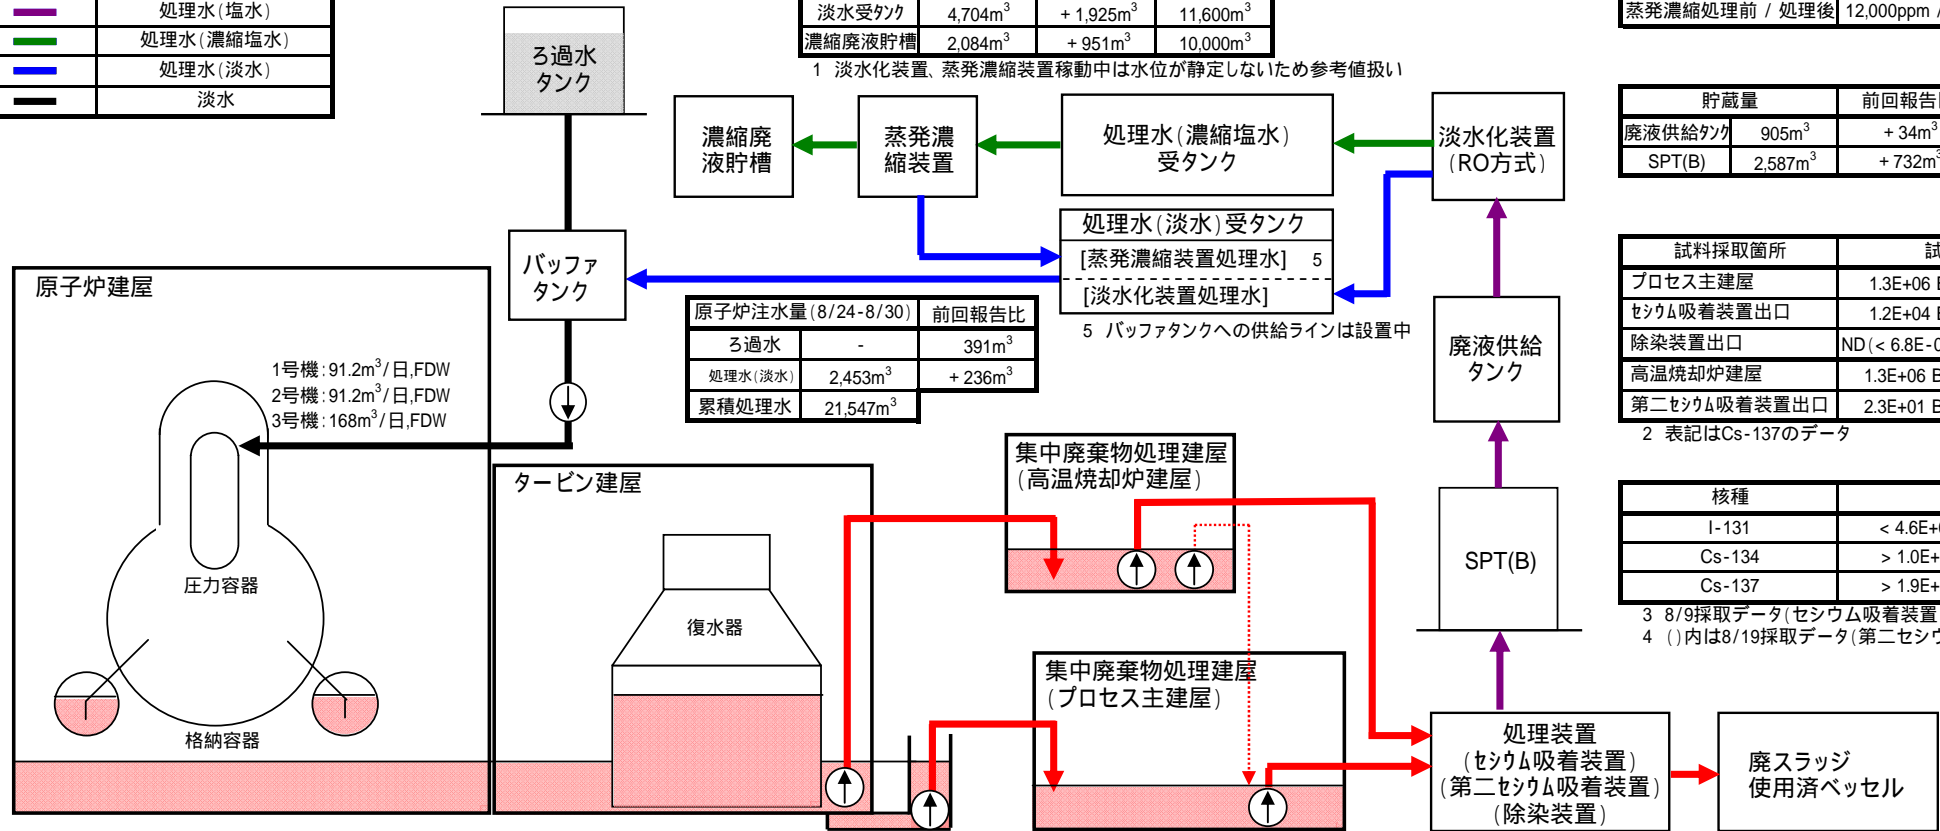 処理水(塩水)
処理水(濃縮塩水)
処理水(淡水)
淡水
ろ過水
タンク
淡水受タンク 4,704m³ +1,925m³ 11,600m³
濃縮廃液貯槽 2,084m³ +951m³ 10,000m³
1 淡水化装置、蒸発濃縮装置稼動中は水位が静定しないため参考値扱い
蒸発濃縮処理前 / 処理後 12,000ppm /
濃縮廃
液貯槽
蒸発濃
縮装置
処理水(濃縮塩水)
受タンク
淡水化装置
(RO方式)
貯蔵量 前回報告
廃液供給タンク 905m³ +34m³
SPT(B) 2,587m³ +732m³
処理水(淡水)受タンク
[蒸発濃縮装置処理水] 5
[淡水化装置処理水]
5 バッファタンクへの供給ラインは設置中
バッファ
タンク
原子炉注水量(8/24-8/30) 前回報告比
ろ過水 - 391m³
処理水(淡水) 2,453m³ +236m³
累積処理水 21,547m³
試料採取箇所 試
プロセス主建屋 1.3E+06
セシウム吸着装置出口 1.2E+04
除染装置出口 ND(< 6.8E-
高温焼却炉建屋 1.3E+06
第二セシウム吸着装置出口 2.3E+01
2 表記はCs-137のデータ
廃液供給
タンク
原子炉建屋
1号機:91.2m³/日,FDW
2号機:91.2m³/日,FDW
3号機:168m³/日,FDW
圧力容器
格納容器
タービン建屋
復水器
集中廃棄物処理建屋
(高温焼却炉建屋)
集中廃棄物処理建屋
(プロセス主建屋)
SPT(B)
核種
I-131 < 4.6E+
Cs-134 > 1.0E+
Cs-137 > 1.9E+
3 8/9採取データ(セシウム吸着装置
4 ()内は8/19採取データ(第二セシ
処理装置
(セシウム吸着装置)
(第二セシウム吸着装置)
(除染装置)
廃スラッジ
使用済ベッセル